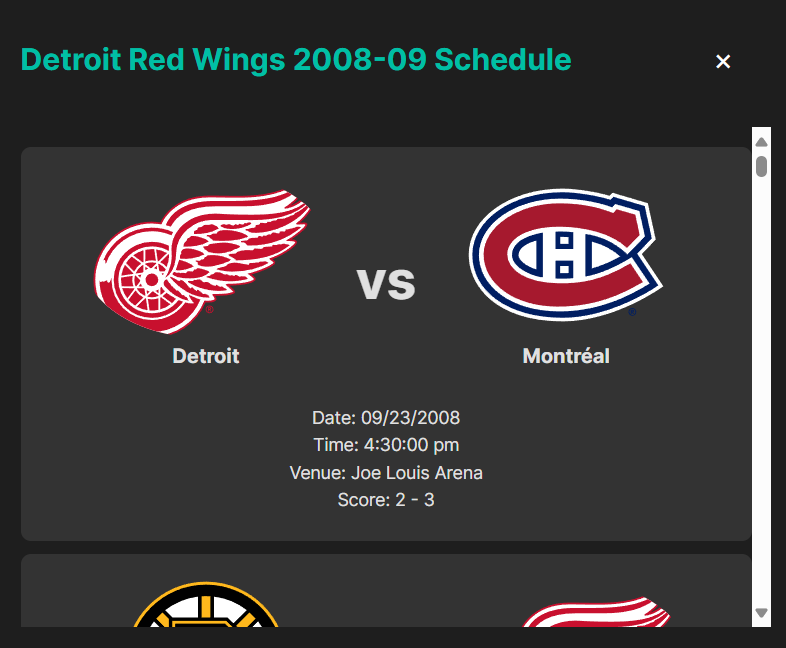 Detroit Red Wings 2008-09 Schedule
×
vs
Detroit
Montréal
Date: 09/23/2008
Time: 4:30:00 pm
Venue: Joe Louis Arena
Score: 2 - 3